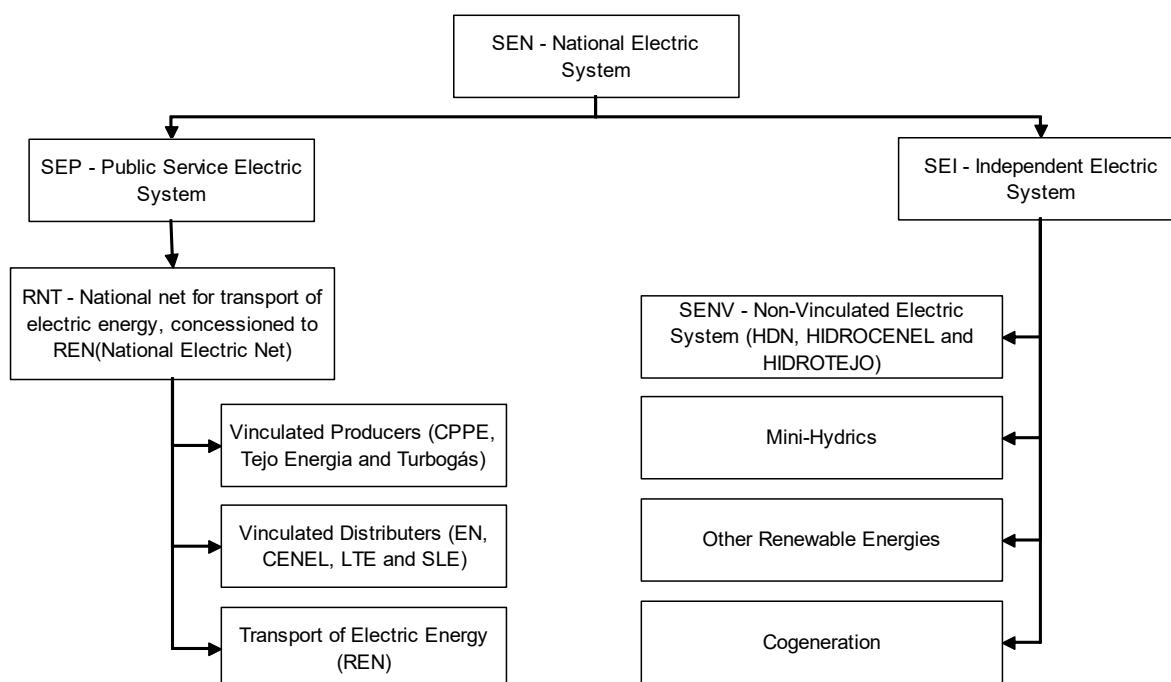 SEN - National Electric
System
SEP - Public Service Electric
System
SEI - Independent Electric
System
RNT - National net for transport of
electric energy, concessioned to
REN(National Electric Net)
SENV - Non-Vinculated Electric
System (HDN, HIDROCENEL and
HIDROTEJO)
Vinculated Producers (CPPE,
Tejo Energia and Turbogás)
Mini-Hydrics
Vinculated Distributers (EN,
CENEL, LTE and SLE)
Other Renewable Energies
Transport of Electric Energy
(REN)
Cogeneration